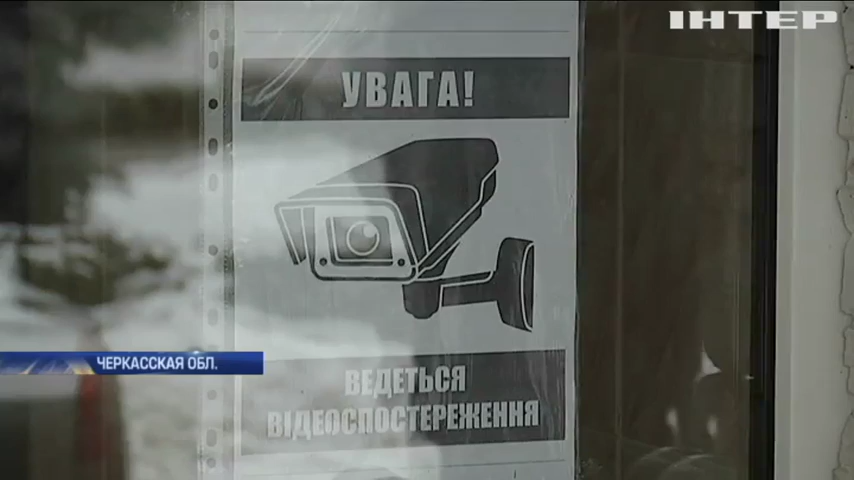 ІНТЕР
УВАГА!
ЧЕРКАССКАЯ ОБЛ.
ВЕДЕТЬСЯ
ВІДЕОСПОСТЕРЕЖЕННЯ